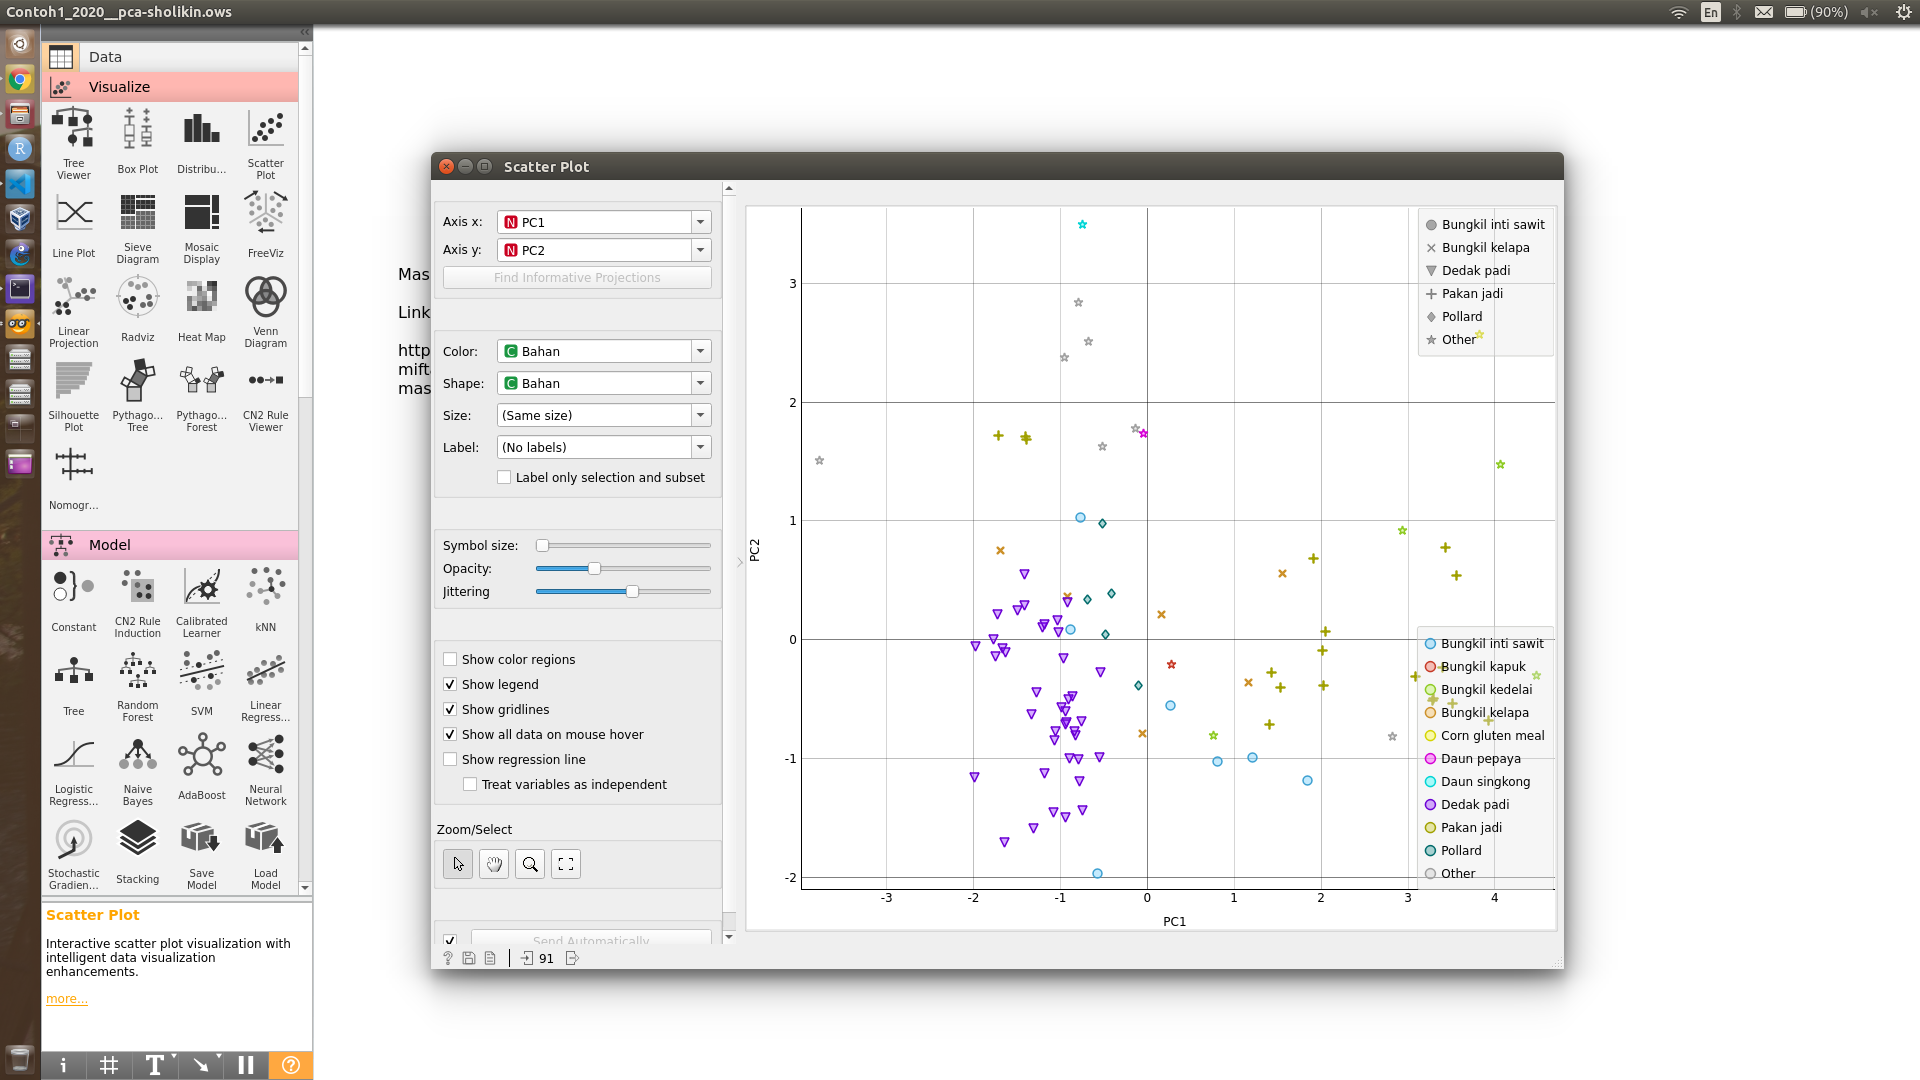 Contoh1_2020__pca-sholikin.ows
En
(90%)
Data
Visualize
Tree Viewer
Box Plot
Distribu...
Scatter Plot
Line Plot
Sieve Diagram
Mosaic Display
FreeViz
Linear Projection
Radviz
Heat Map
Venn Diagram
Silhouette Plot
Pythago... Tree
Pythago... Forest
CN2 Rule Viewer
Nomogr...
Model
Constant
CN2 Rule Induction
Calibrated Learner
kNN
Tree
Random Forest
SVM
Linear Regress...
Logistic Regress...
Naive Bayes
AdaBoost
Neural Network
Stochastic Gradien...
Stacking
Save Model
Load Model
Scatter Plot
Interactive scatter plot visualization with
intelligent data visualization
enhancements.
more...
Mas
Link
http
mift
mas
Scatter Plot
Axis x: N PC1
Axis y: N PC2
Find Informative Projections
Color: C Bahan
Shape: C Bahan
Size: (Same size)
Label: (No labels)
Label only selection and subset
Symbol size:
Opacity:
Jittering
Show color regions
Show legend
Show gridlines
Show all data on mouse hover
Show regression line
Treat variables as independent
Zoom/Select
Send Automatically
? 91
PC2
3
2
1
0
-1
-2
-3 -2 -1 0 1 2 3 4
PC1
Bungkil inti sawit
Bungkil kelapa
Dedak padi
Pakan jadi
Pollard
Other
Bungkil inti sawit
Bungkil kapuk
Bungkil kedelai
Bungkil kelapa
Corn gluten meal
Daun pepaya
Daun singkong
Dedak padi
Pakan jadi
Pollard
Other